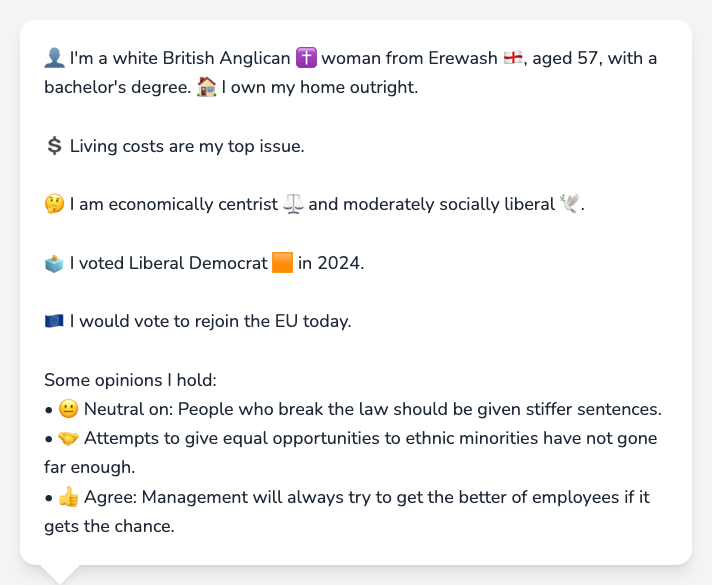 👤 I'm a white British Anglican ✝️ woman from Erewash 🏴󠁧󠁢󠁥󠁮󠁧󠁿, aged 57, with a
bachelor's degree. 🏠 I own my home outright.
💲 Living costs are my top issue.
🤔 I am economically centrist ⚖️ and moderately socially liberal 🕊️.
🗳️ I voted Liberal Democrat 🟧 in 2024.
🇪🇺 I would vote to rejoin the EU today.
Some opinions I hold:
• 😐 Neutral on: People who break the law should be given stiffer sentences.
• 🤝 Attempts to give equal opportunities to ethnic minorities have not gone
far enough.
• 👍 Agree: Management will always try to get the better of employees if it
gets the chance.